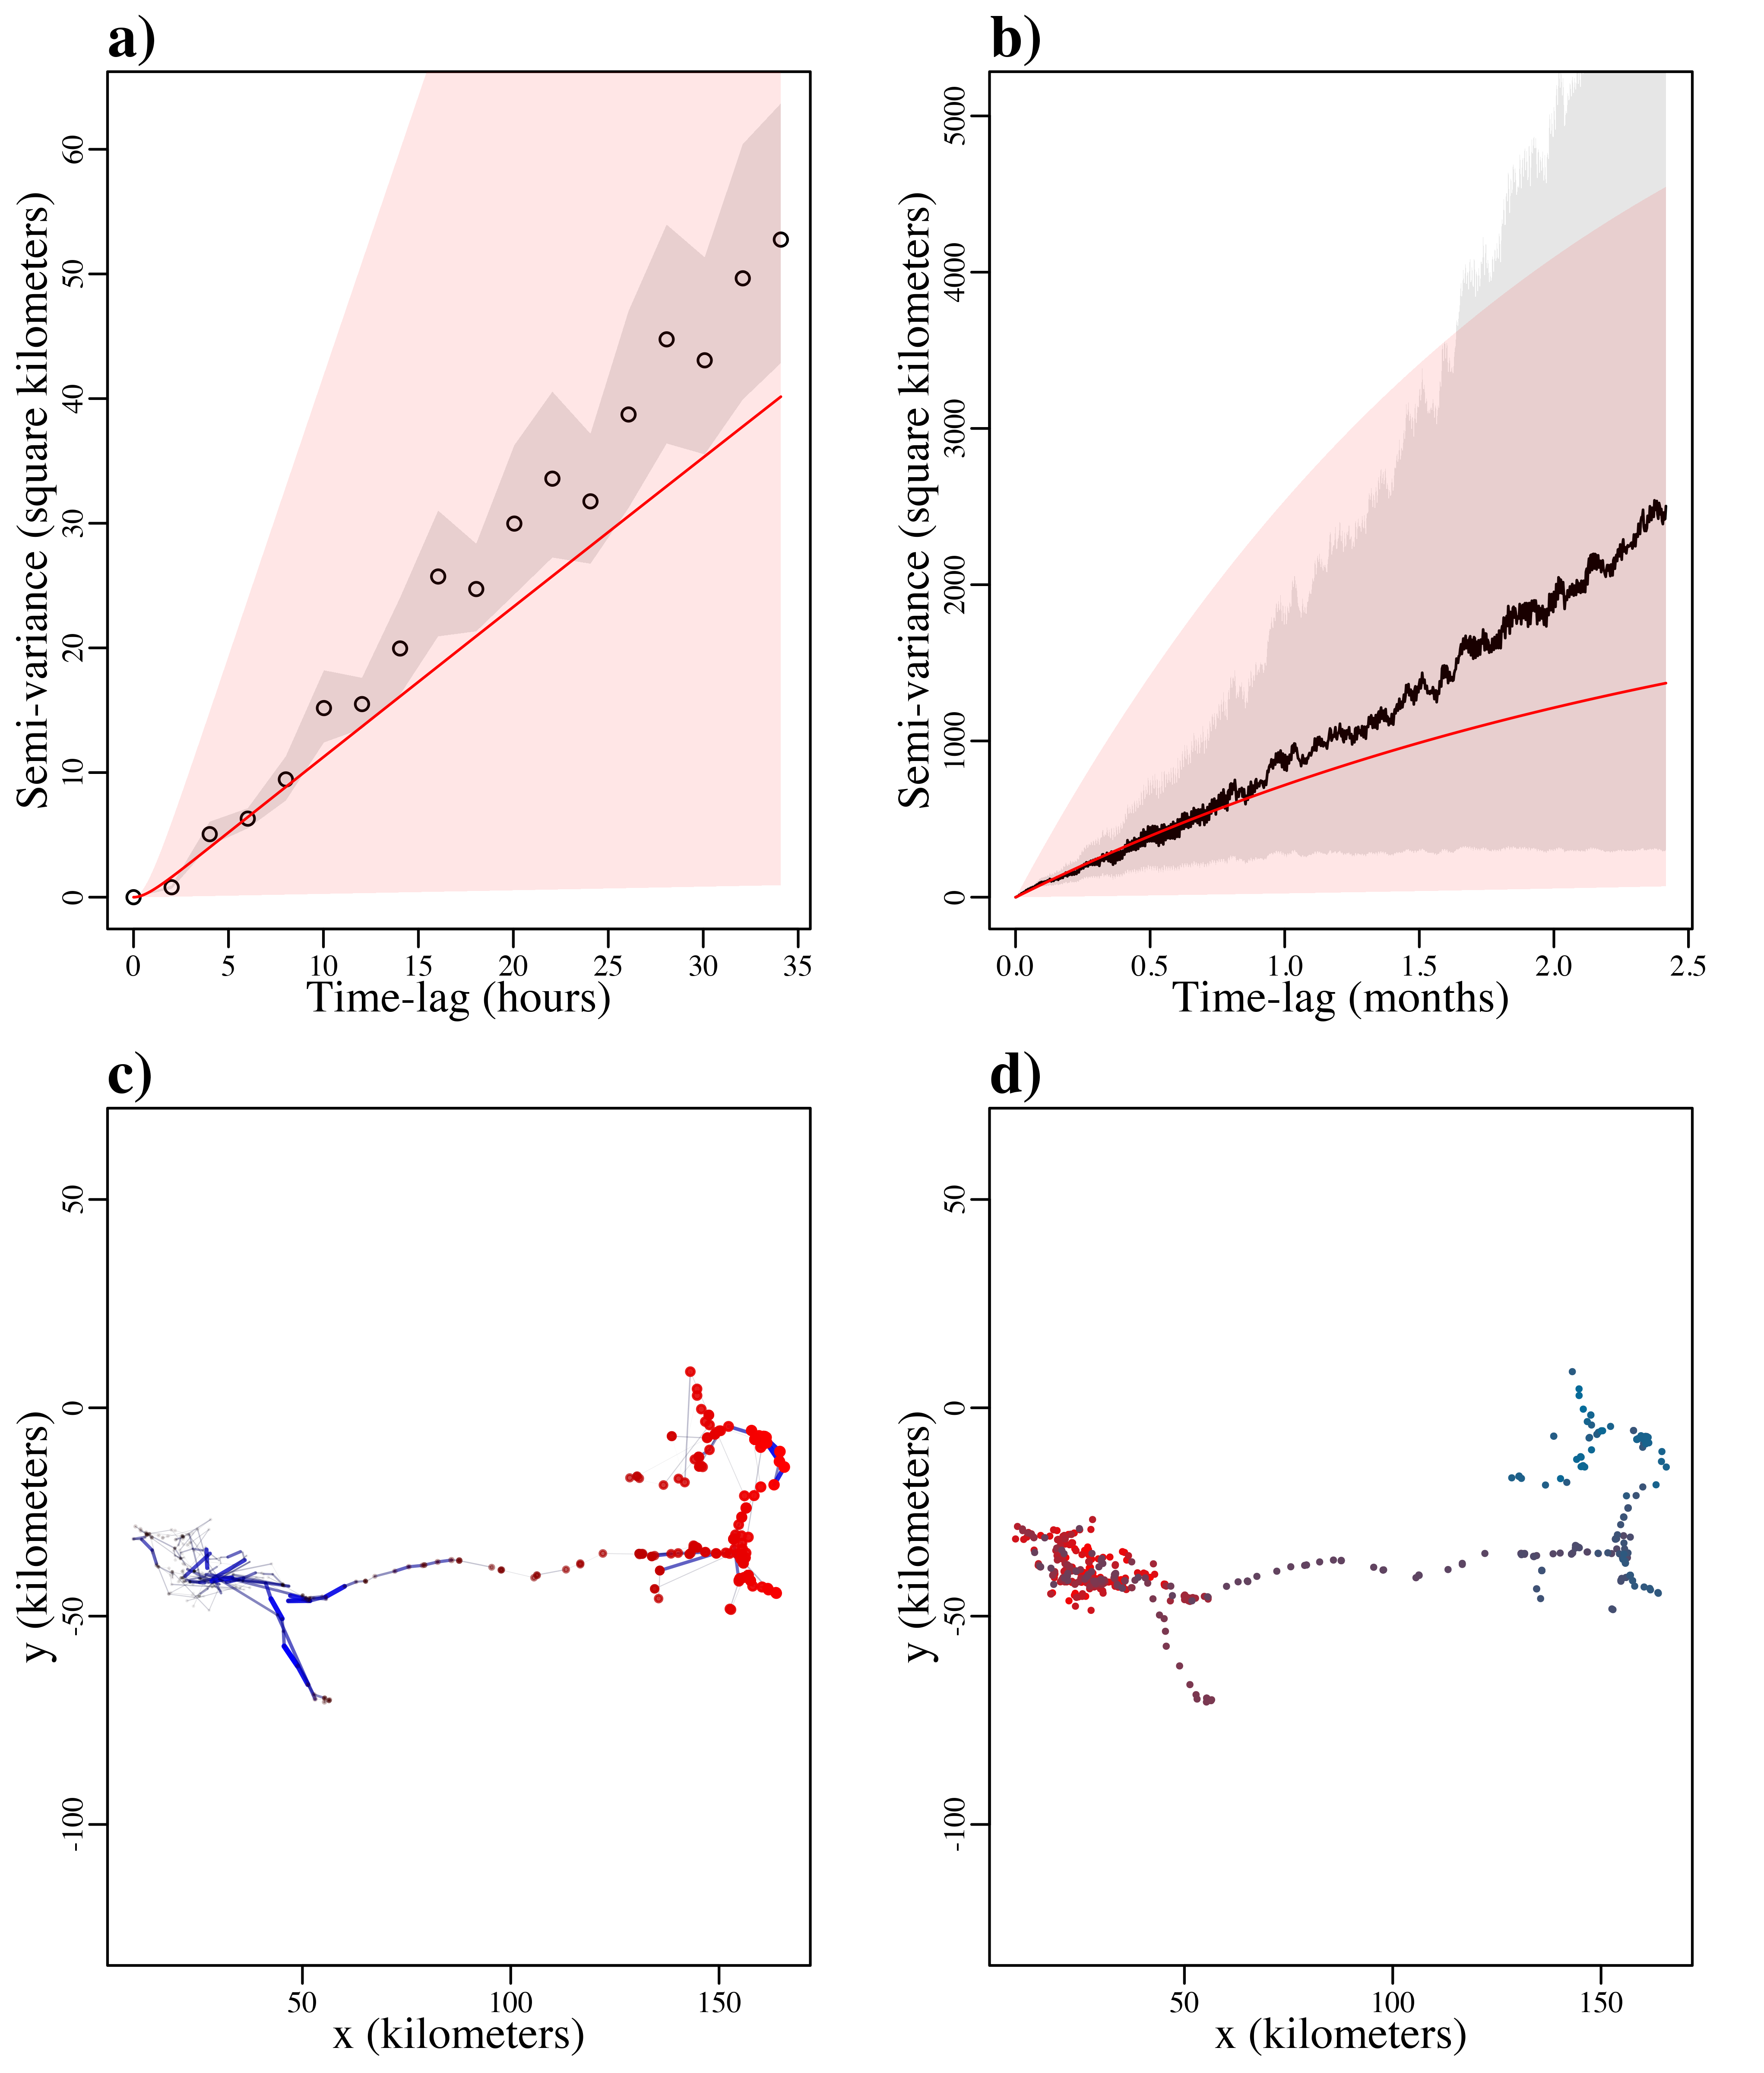 a)
Semi-variance (square kilometers)
0 10 20 30 40 50 60
0 5 10 15 20 25 30 35
Time-lag (hours)
b)
Semi-variance (square kilometers)
0 1000 2000 3000 4000 5000
0.0 0.5 1.0 1.5 2.0 2.5
Time-lag (months)
c)
y (kilometers)
-100 -50 0 50
50 100 150
x (kilometers)
d)
y (kilometers)
-100 -50 0 50
50 100 150
x (kilometers)